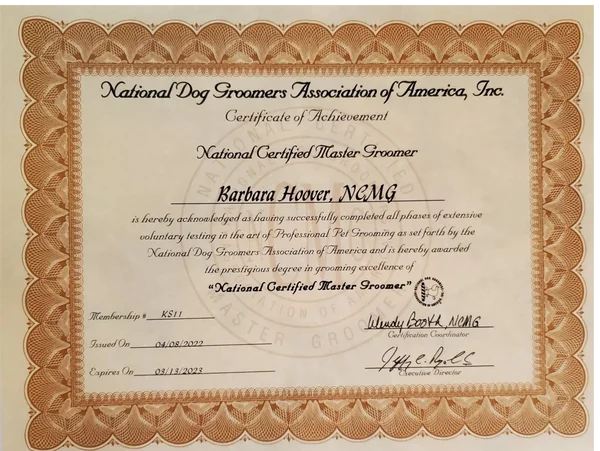 National Dog Groomers Association of America, Inc.
Certificate of Achievement
National Certified Master Groomer
Barbara Hoover, NCMG
is hereby acknowledged as having successfully completed all phases of extensive
voluntary testing in the art of Professional Pet Grooming as set forth by the
National Dog Groomers Association of America and is hereby awarded
the prestigious degree in grooming excellence of
"National Certified Master Groomer"
Membership # KS11
Wendy Booth, NCMG
Certification Coordinator
Issued On 04/08/2022
Executive Director
Expires On 03/13/2023